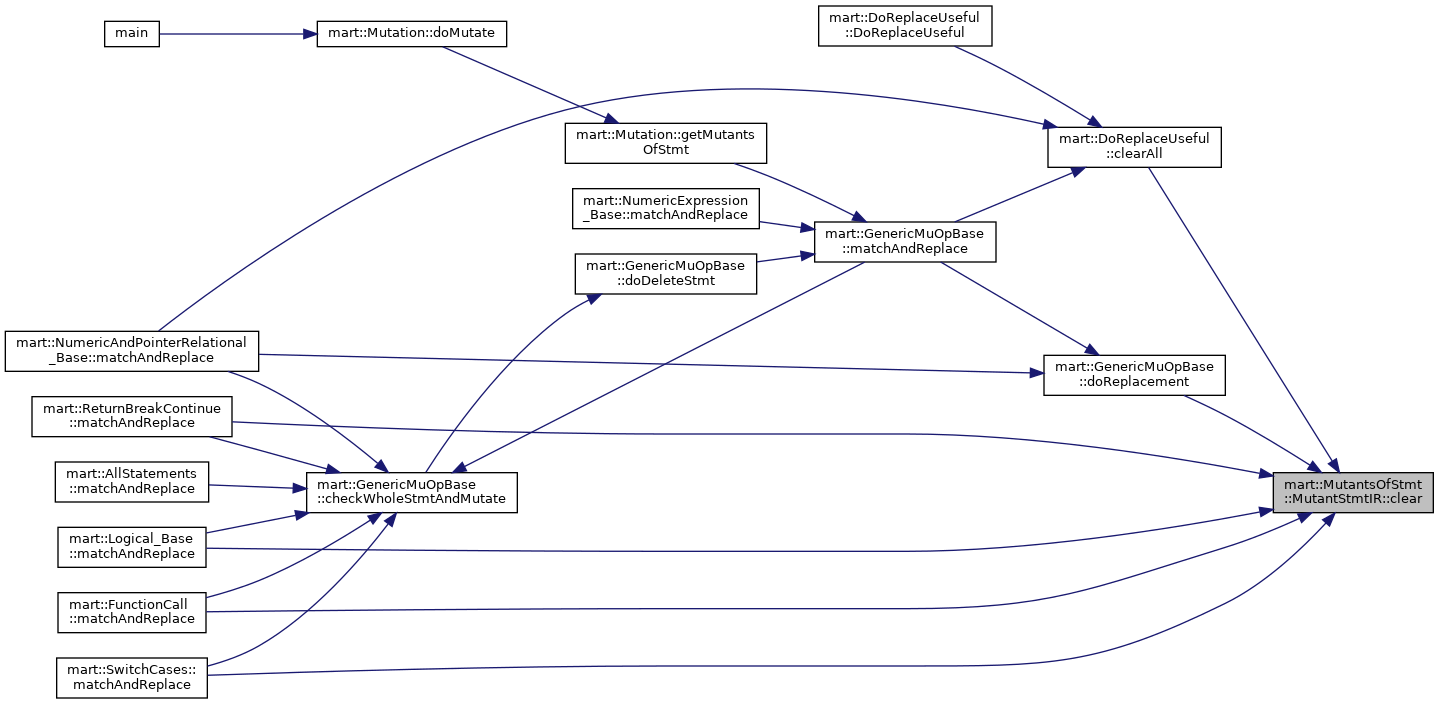 main
mart::Mutation::doMutate
mart::DoReplaceUseful
::DoReplaceUseful
mart::Mutation::getMutants
OfStmt
mart::DoReplaceUseful
::clearAll
mart::NumericExpression
_Base::matchAndReplace
mart::GenericMuOpBase
::matchAndReplace
mart::GenericMuOpBase
::doDeleteStmt
mart::NumericAndPointerRelational
_Base::matchAndReplace
mart::GenericMuOpBase
::doReplacement
mart::ReturnBreakContinue
::matchAndReplace
mart::AllStatements
::matchAndReplace
mart::GenericMuOpBase
::checkWholeStmtAndMutate
mart::MutantsOfStmt
::MutantStmtIR::clear
mart::Logical_Base
::matchAndReplace
mart::FunctionCall
::matchAndReplace
mart::SwitchCases::
matchAndReplace